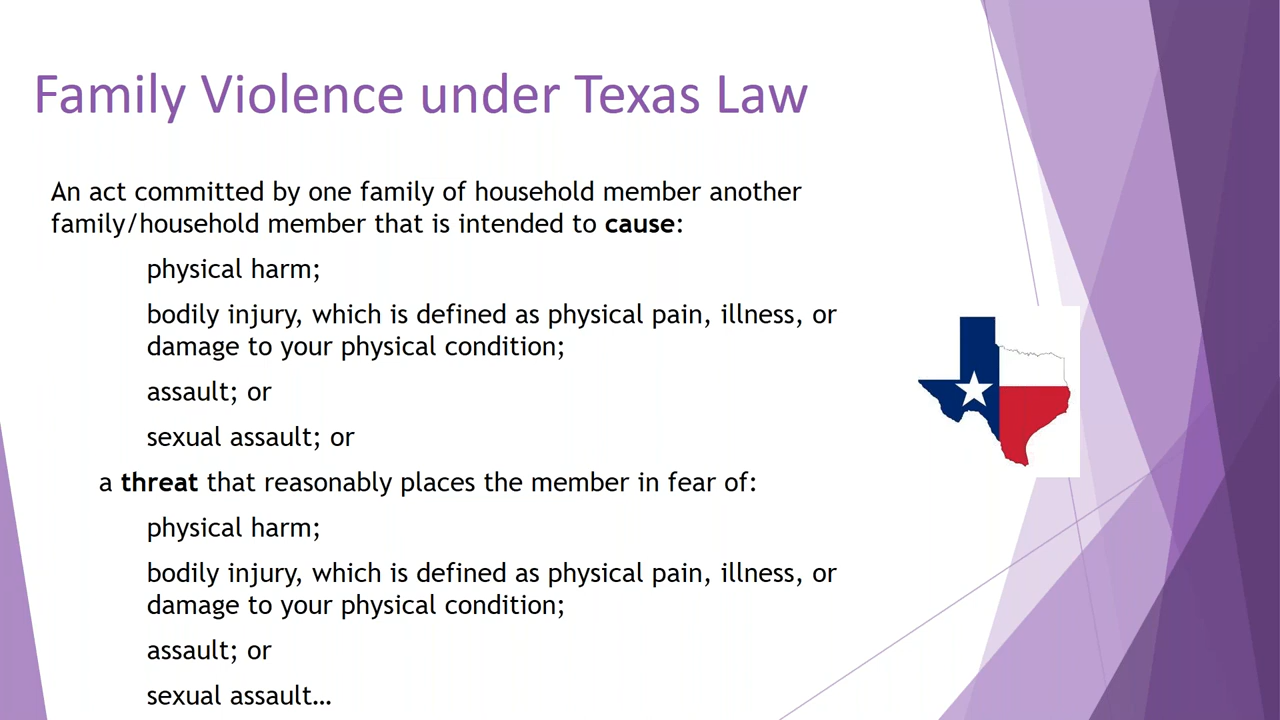 Family Violence under Texas Law
An act committed by one family of household member another
family/household member that is intended to cause:
physical harm;
bodily injury, which is defined as physical pain, illness, or
damage to your physical condition;
assault; or
sexual assault; or
a threat that reasonably places the member in fear of:
physical harm;
bodily injury, which is defined as physical pain, illness, or
damage to your physical condition;
assault; or
sexual assault…